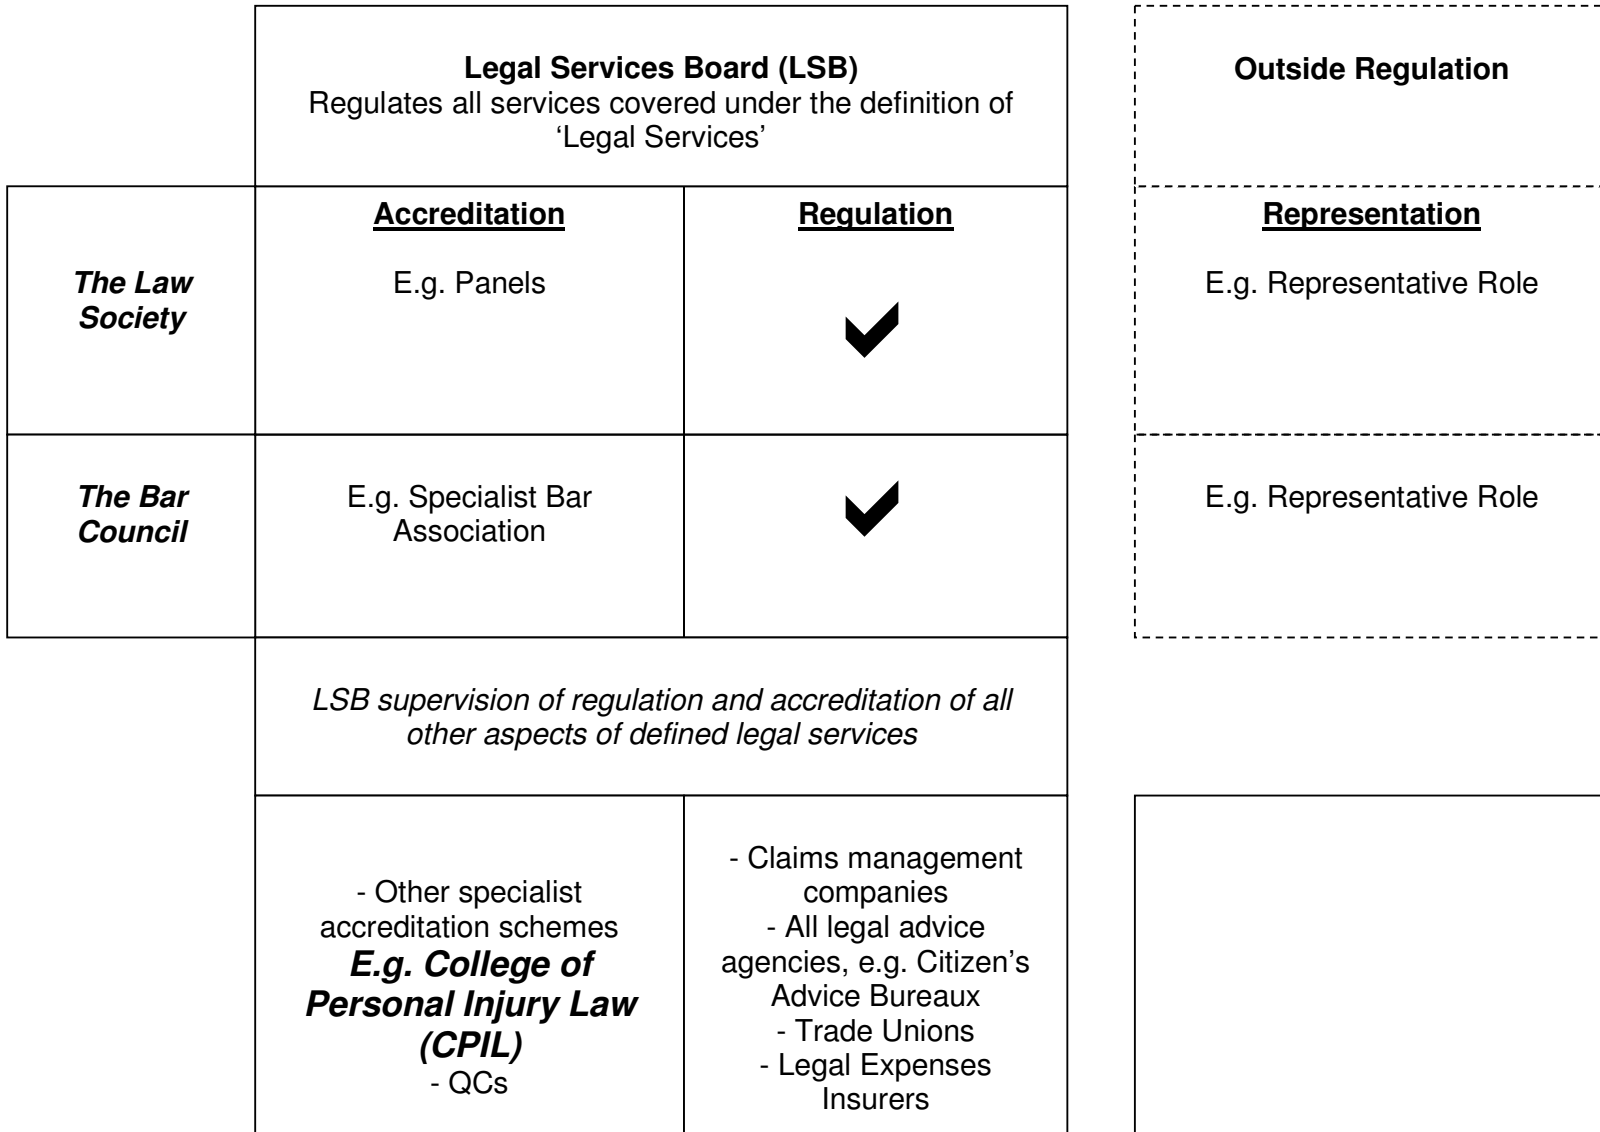 Legal Services Board (LSB)
Regulates all services covered under the definition of
‘Legal Services’
Outside Regulation
The Law
Society
Accreditation
E.g. Panels
Regulation
Representation
E.g. Representative Role
The Bar
Council
E.g. Specialist Bar
Association
E.g. Representative Role
LSB supervision of regulation and accreditation of all
other aspects of defined legal services
- Other specialist
accreditation schemes
E.g. College of
Personal Injury Law
(CPIL)
- QCs
- Claims management
companies
- All legal advice
agencies, e.g. Citizen’s
Advice Bureaux
- Trade Unions
- Legal Expenses
Insurers